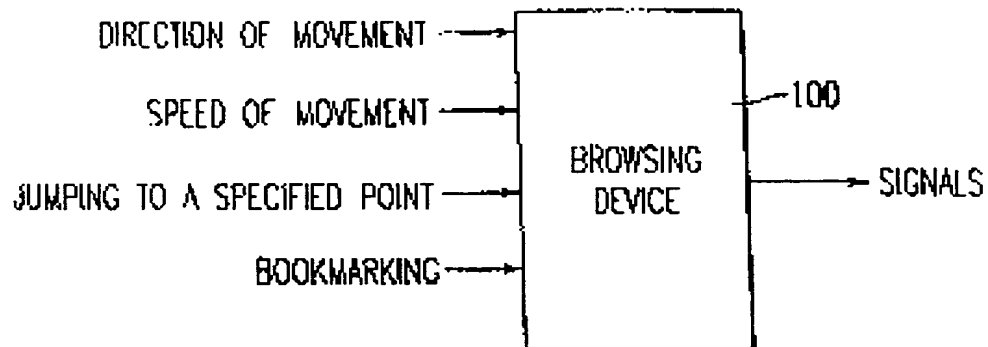 DIRECTION OF MOVEMENT
SPEED OF MOVEMENT
100
BROWSING
DEVICE
SIGNALS
JUMPING TO A SPECIFIED POINT
BOOKMARKING